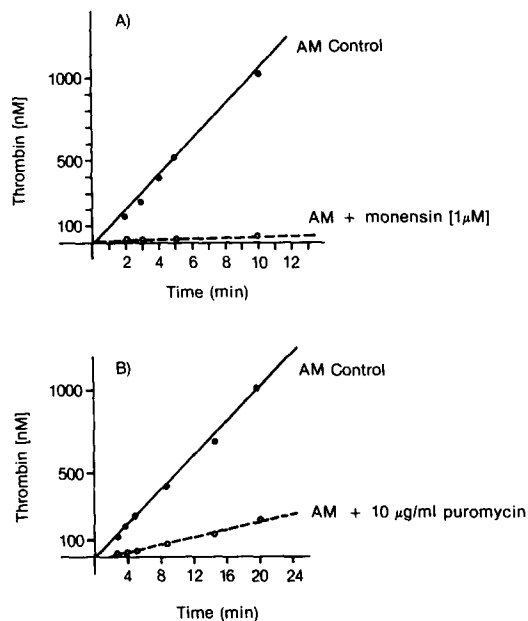 A)
AM Control
1000
500
100
Thrombin [nM]
AM + monensin [1μM]
2 4 6 8 10 12
Time (min)
B)
AM Control
1000
500
100
Thrombin [nM]
AM + 10 μg/ml puromycin
4 8 12 16 20 24
Time (min)